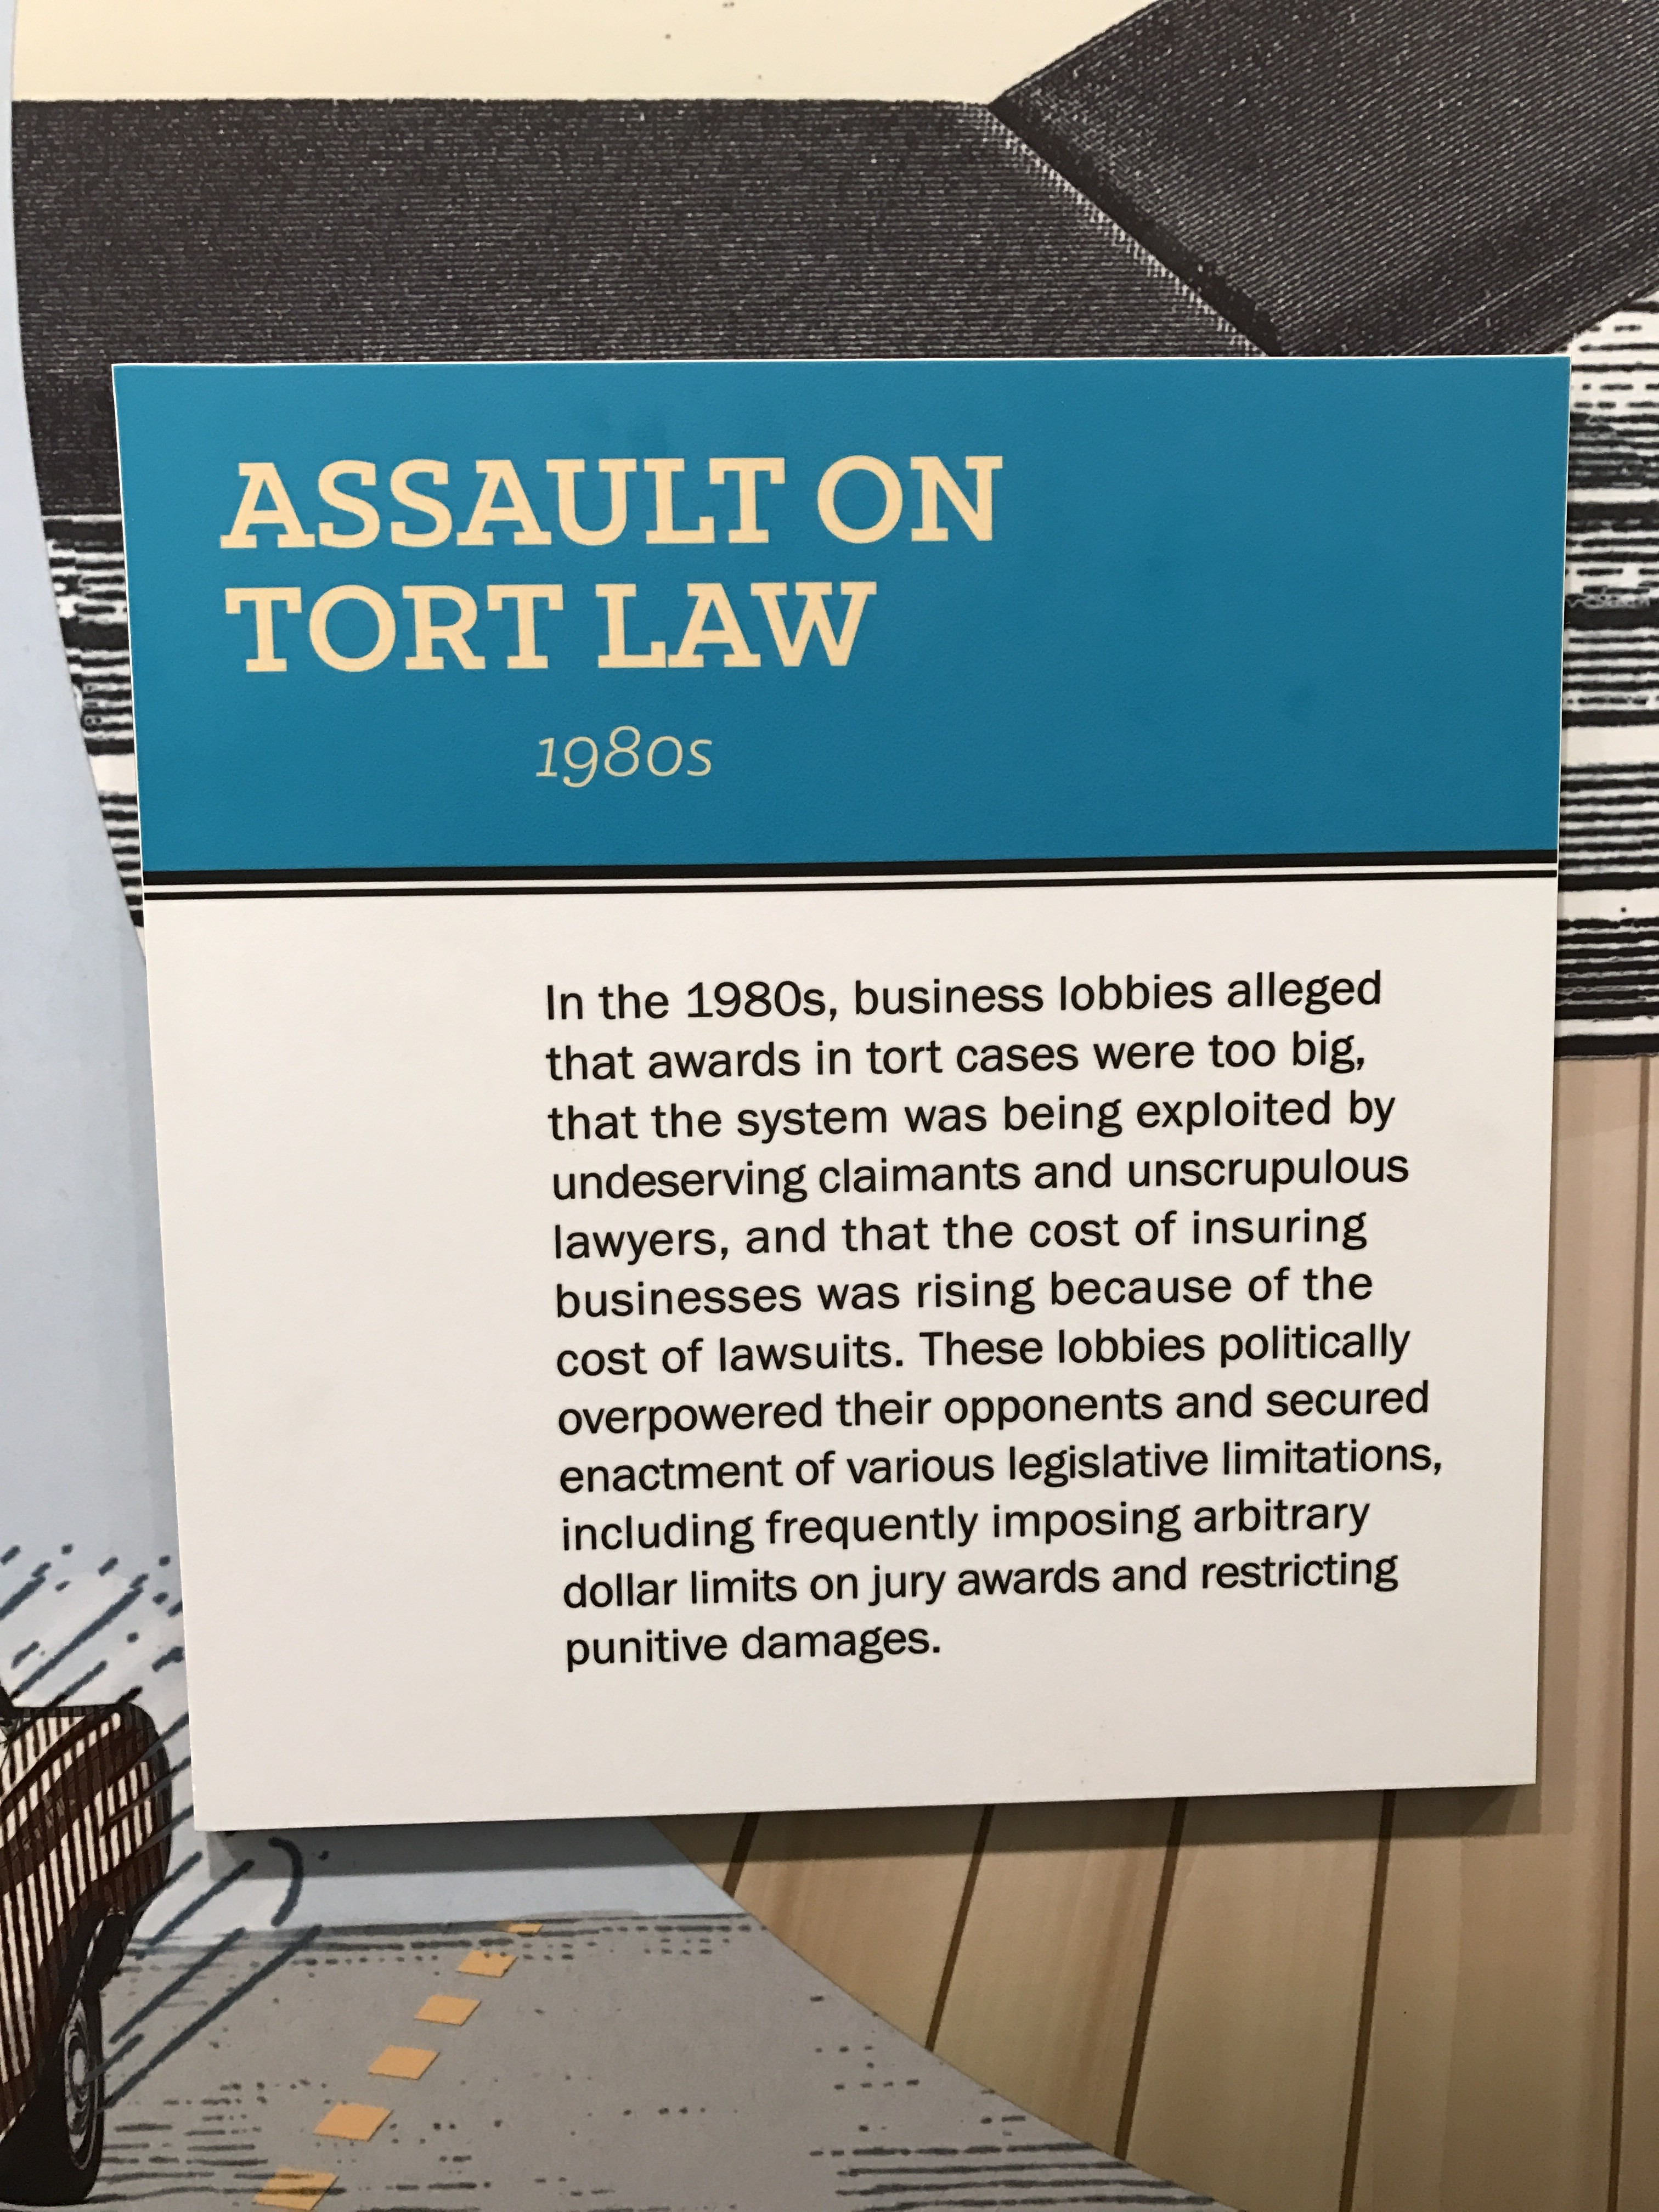 ASSAULT ON
TORT LAW
1980s
In the 1980s, business lobbies alleged
that awards in tort cases were too big,
that the system was being exploited by
undeserving claimants and unscrupulous
lawyers, and that the cost of insuring
businesses was rising because of the
cost of lawsuits. These lobbies politically
overpowered their opponents and secured
enactment of various legislative limitations,
including frequently imposing arbitrary
dollar limits on jury awards and restricting
punitive damages.